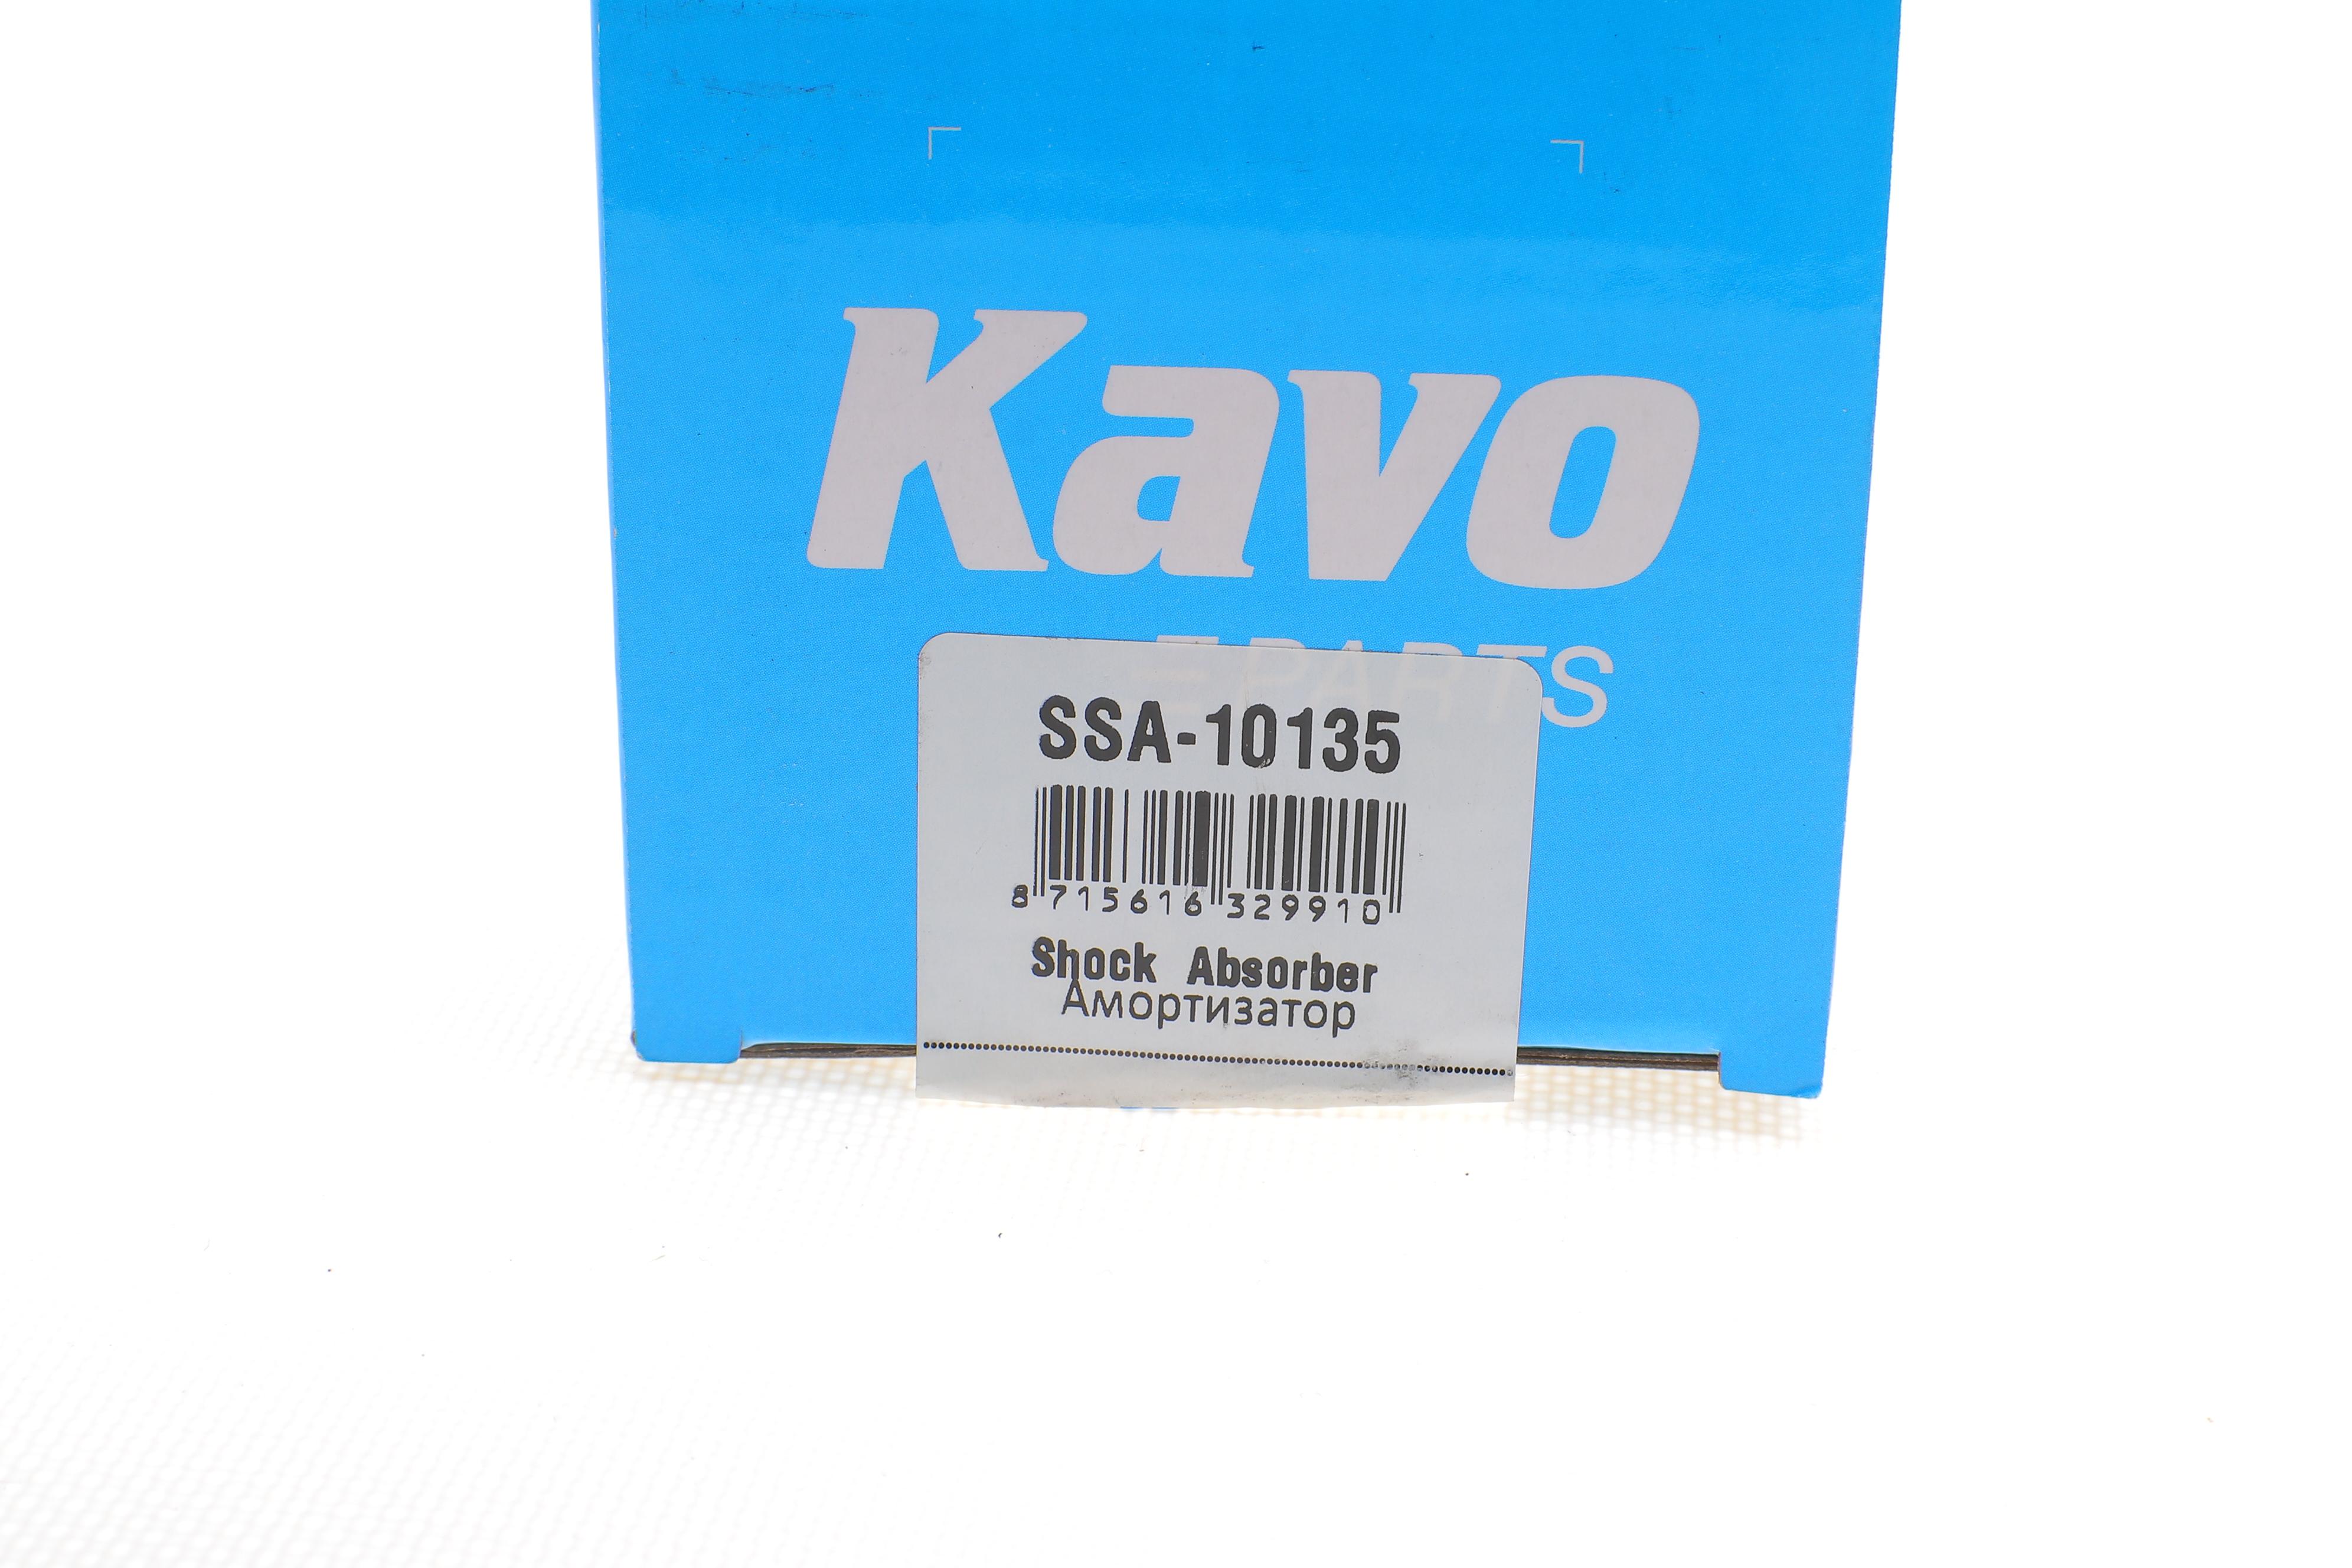 Kavo
PARTS
SSA-10135
8 715616 329910
Shock Absorber
Амортизатор